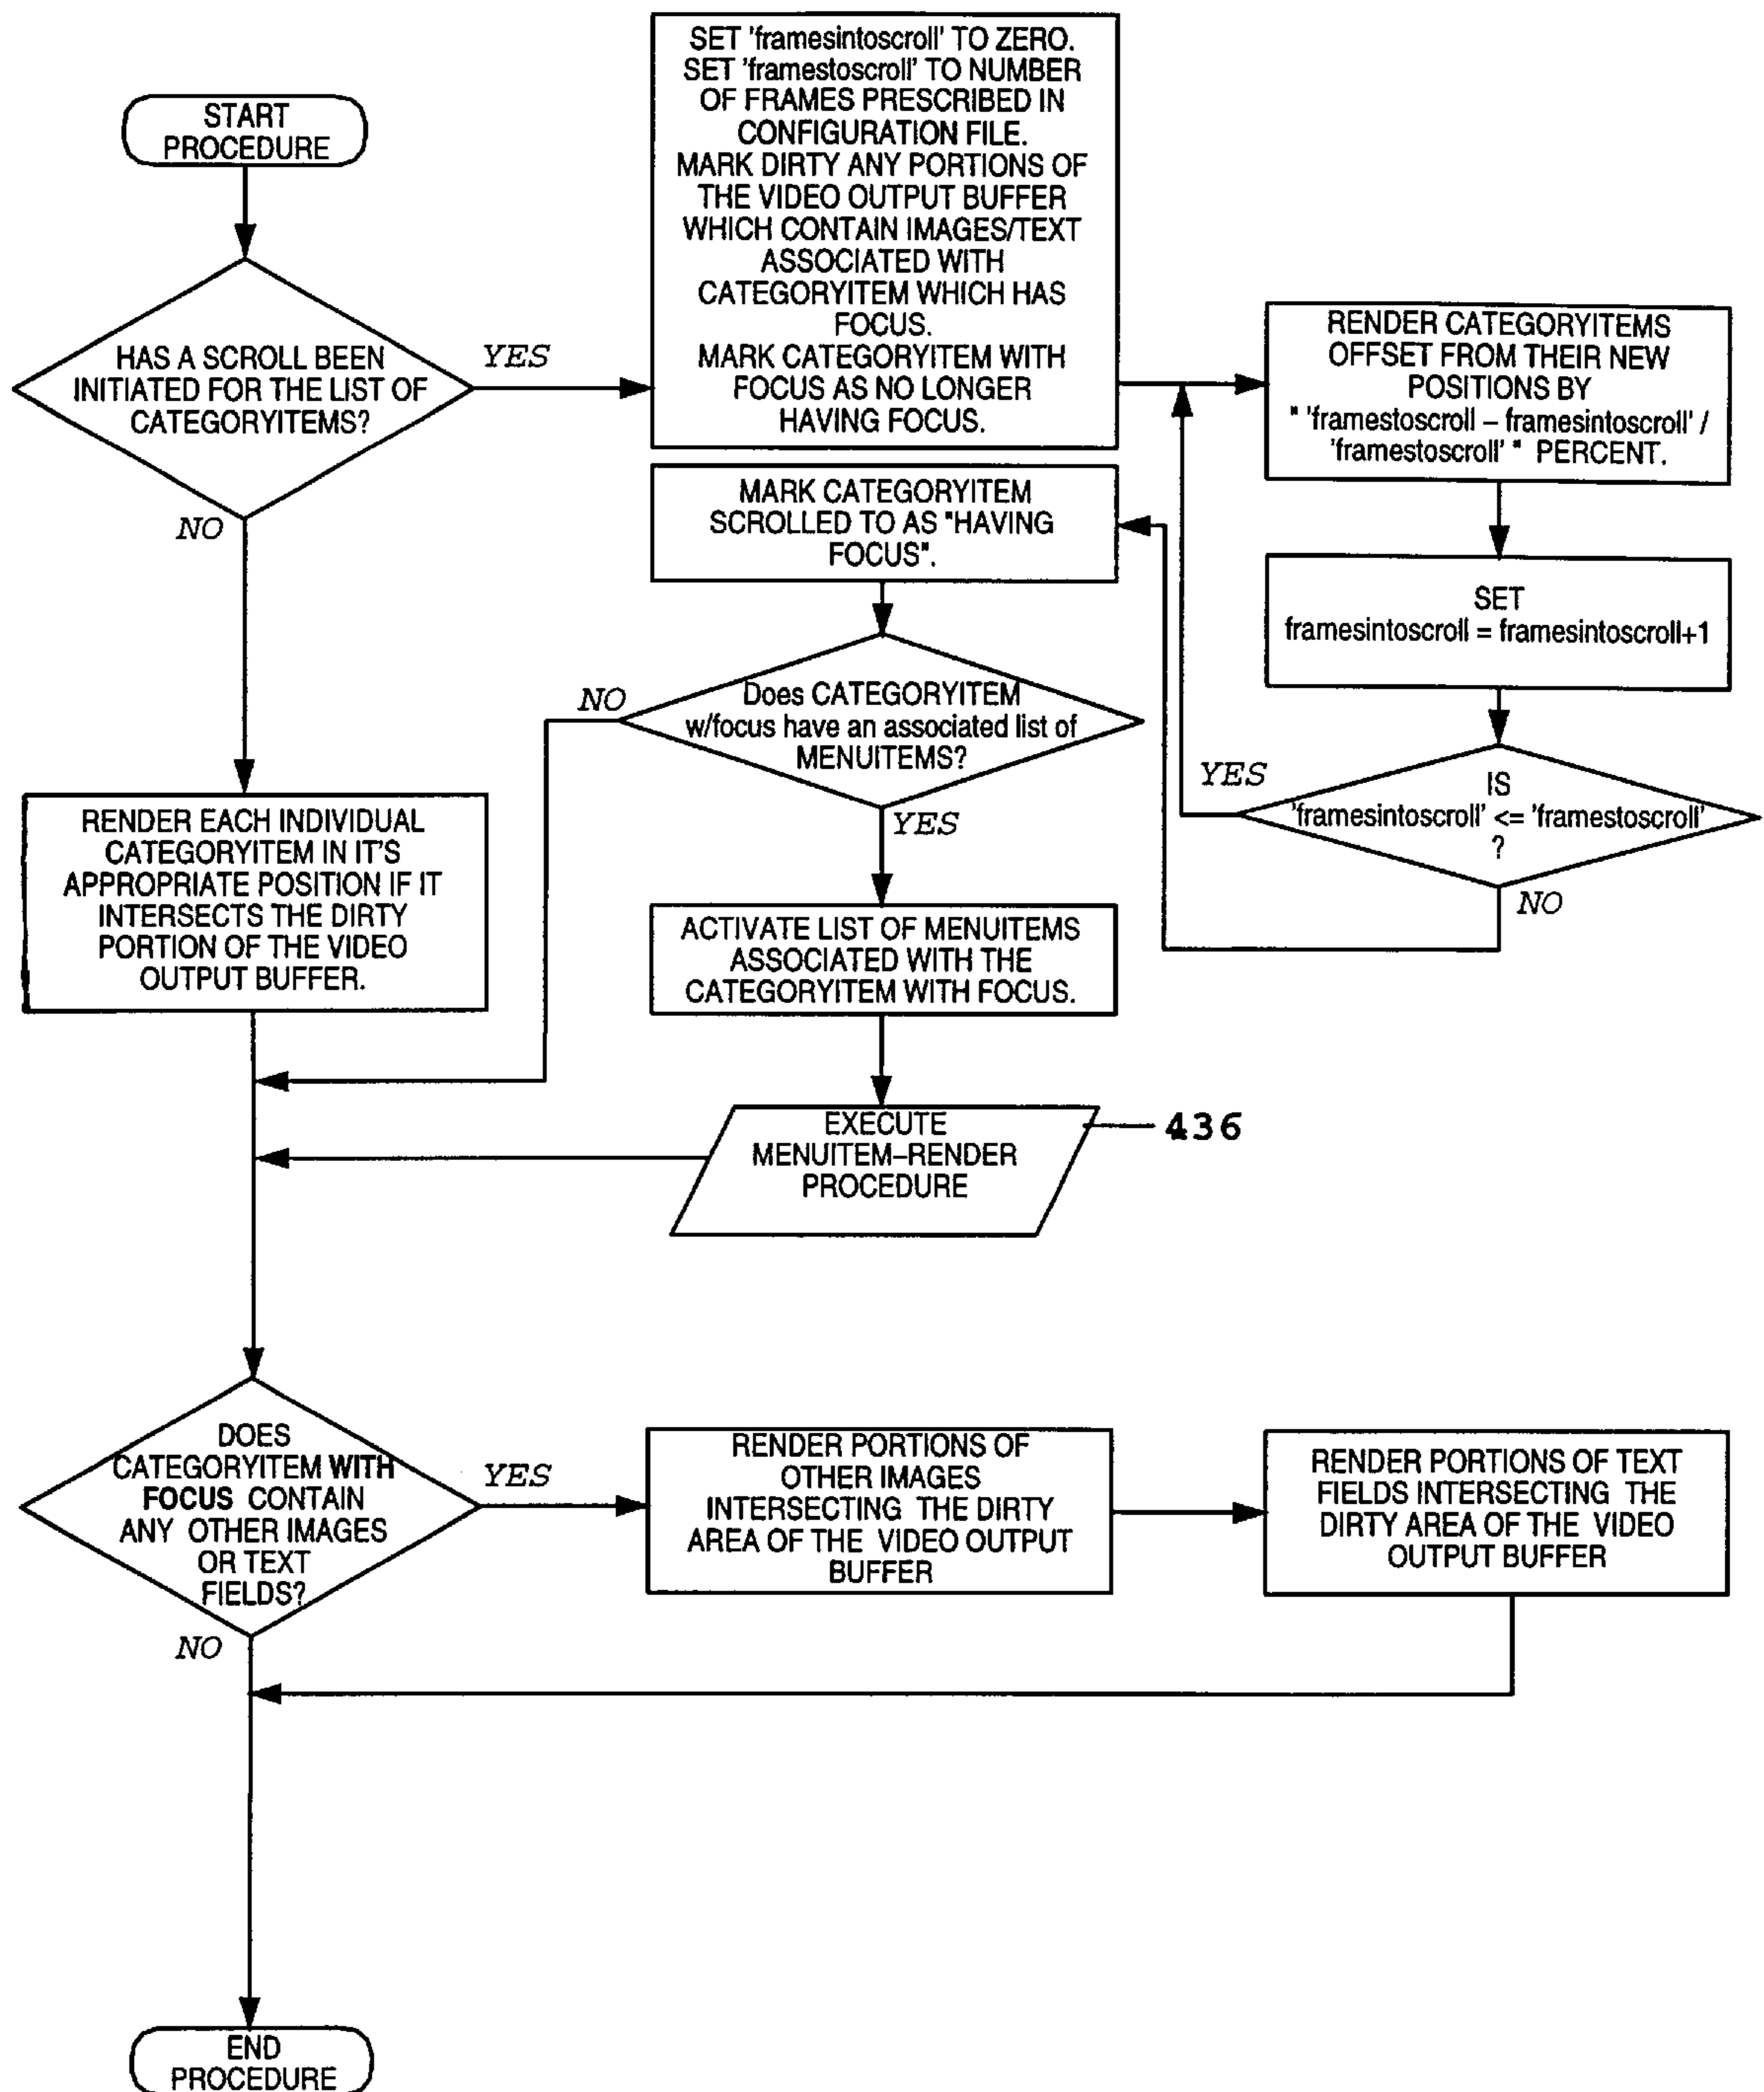 START
PROCEDURE
HAS A SCROLL BEEN
INITIATED FOR THE LIST OF
CATEGORYITEMS?
YES
NO
SET 'framesintoscroll' TO ZERO.
SET 'framestoscroll' TO NUMBER
OF FRAMES PRESCRIBED IN
CONFIGURATION FILE.
MARK DIRTY ANY PORTIONS OF
THE VIDEO OUTPUT BUFFER
WHICH CONTAIN IMAGES/TEXT
ASSOCIATED WITH
CATEGORYITEM WHICH HAS
FOCUS.
MARK CATEGORYITEM WITH
FOCUS AS NO LONGER
HAVING FOCUS.
RENDER CATEGORYITEMS
OFFSET FROM THEIR NEW
POSITIONS BY
" 'framestoscroll – framesintoscroll' /
'framestoscroll' " PERCENT.
SET
framesintoscroll = framesintoscroll+1
IS
'framesintoscroll' <= 'framestoscroll'
?
YES
NO
MARK CATEGORYITEM
SCROLLED TO AS "HAVING
FOCUS".
Does CATEGORYITEM
w/focus have an associated list of
MENUITEMS?
NO
YES
ACTIVATE LIST OF MENUITEMS
ASSOCIATED WITH THE
CATEGORYITEM WITH FOCUS.
EXECUTE
MENUITEM–RENDER
PROCEDURE
436
RENDER EACH INDIVIDUAL
CATEGORYITEM IN IT'S
APPROPRIATE POSITION IF IT
INTERSECTS THE DIRTY
PORTION OF THE VIDEO
OUTPUT BUFFER.
DOES
CATEGORYITEM WITH
FOCUS CONTAIN
ANY OTHER IMAGES
OR TEXT
FIELDS?
YES
NO
RENDER PORTIONS OF
OTHER IMAGES
INTERSECTING THE DIRTY
AREA OF THE VIDEO OUTPUT
BUFFER
RENDER PORTIONS OF TEXT
FIELDS INTERSECTING THE
DIRTY AREA OF THE VIDEO
OUTPUT BUFFER
END
PROCEDURE